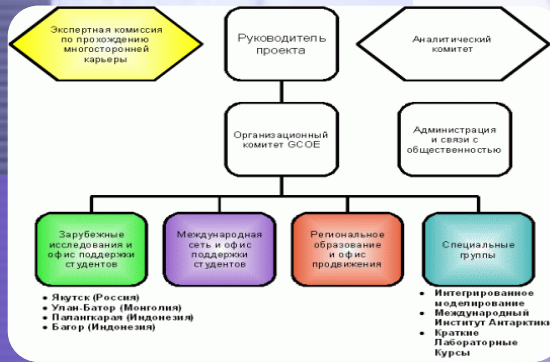 Экспертная комиссия
по прохождению
многосторонней
карьеры
Руководитель
проекта
Аналитический
комитет
Организационный
комитет GCOE
Администрация
и связи с
общественностью
Зарубежные
исследования и
офис поддержки
студентов
Международная
сеть и офис
поддержки
студентов
Региональное
образование
и офис
продвижения
Специальные
группы
• Якутск (Россия)
• Улан-Батор (Монголия)
• Палангкарая (Индонезия)
• Багор (Индонезия)
• Интегрированное
моделирование
• Международный
Институт Антарктики
• Краткие
Лабораторные
Курсы